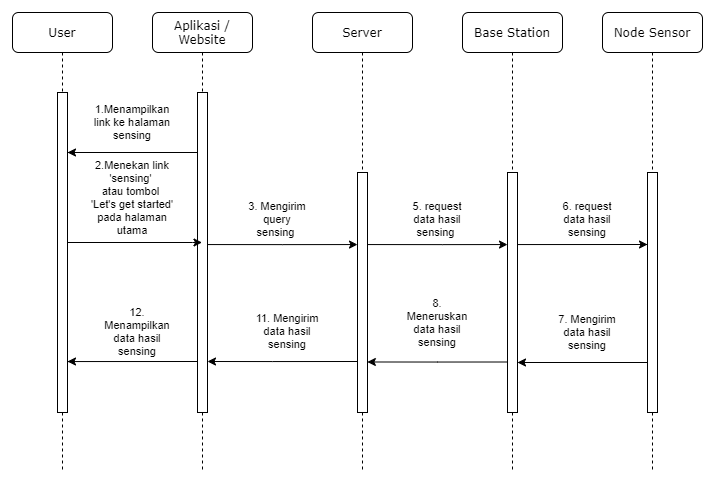 User
Aplikasi /
Website
Server
Base Station
Node Sensor
1.Menampilkan
link ke halaman
sensing
2.Menekan link
'sensing'
atau tombol
'Let's get started'
pada halaman
utama
3. Mengirim
query
sensing
5. request
data hasil
sensing
6. request
data hasil
sensing
12.
Menampilkan
data hasil
sensing
11. Mengirim
data hasil
sensing
8.
Meneruskan
data hasil
sensing
7. Mengirim
data hasil
sensing